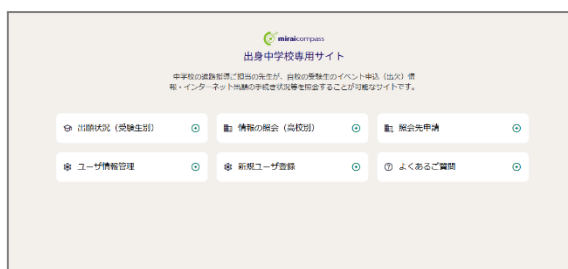 miraicompass
出身中学校専用サイト
中学校の進路指導ご担当の先生が、自校の受験生のイベント申込（出欠）情
報・インターネット出願の手続き状況等を照会することが可能なサイトです。
出願状況（受験生別）
情報の照会（高校別）
照会先申請
ユーザ情報管理
新規ユーザ登録
よくあるご質問